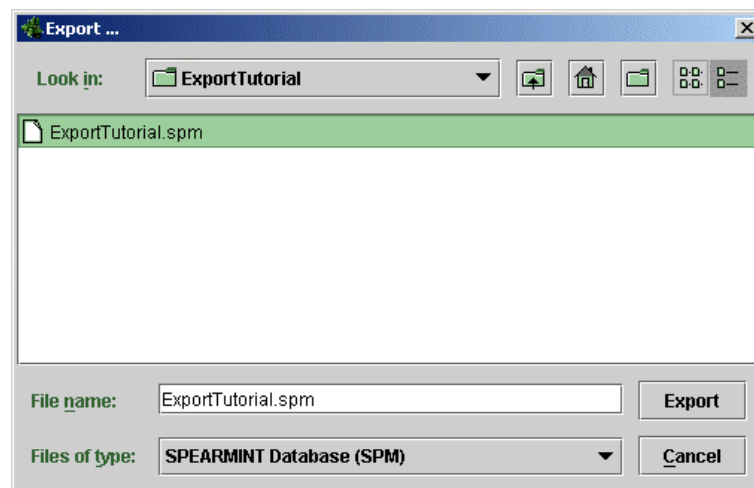 Export ...
Look in: ExportTutorial
ExportTutorial.spm
File name: ExportTutorial.spm Export
Files of type: SPEARMINT Database (SPM) Cancel